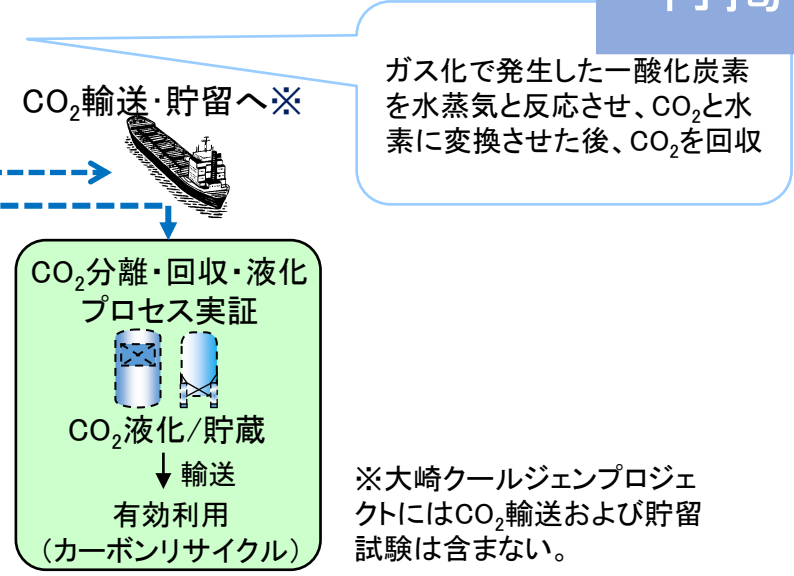 ガス化で発生した一酸化炭素
を水蒸気と反応させ、CO₂と水
素に変換させた後、CO₂を回収
CO₂輸送・貯留へ※
CO₂分離・回収・液化
プロセス実証
CO₂液化/貯蔵
輸送
有効利用
(カーボンリサイクル)
※大崎クールジェンプロジェ
クトにはCO₂輸送および貯留
試験は含まない。